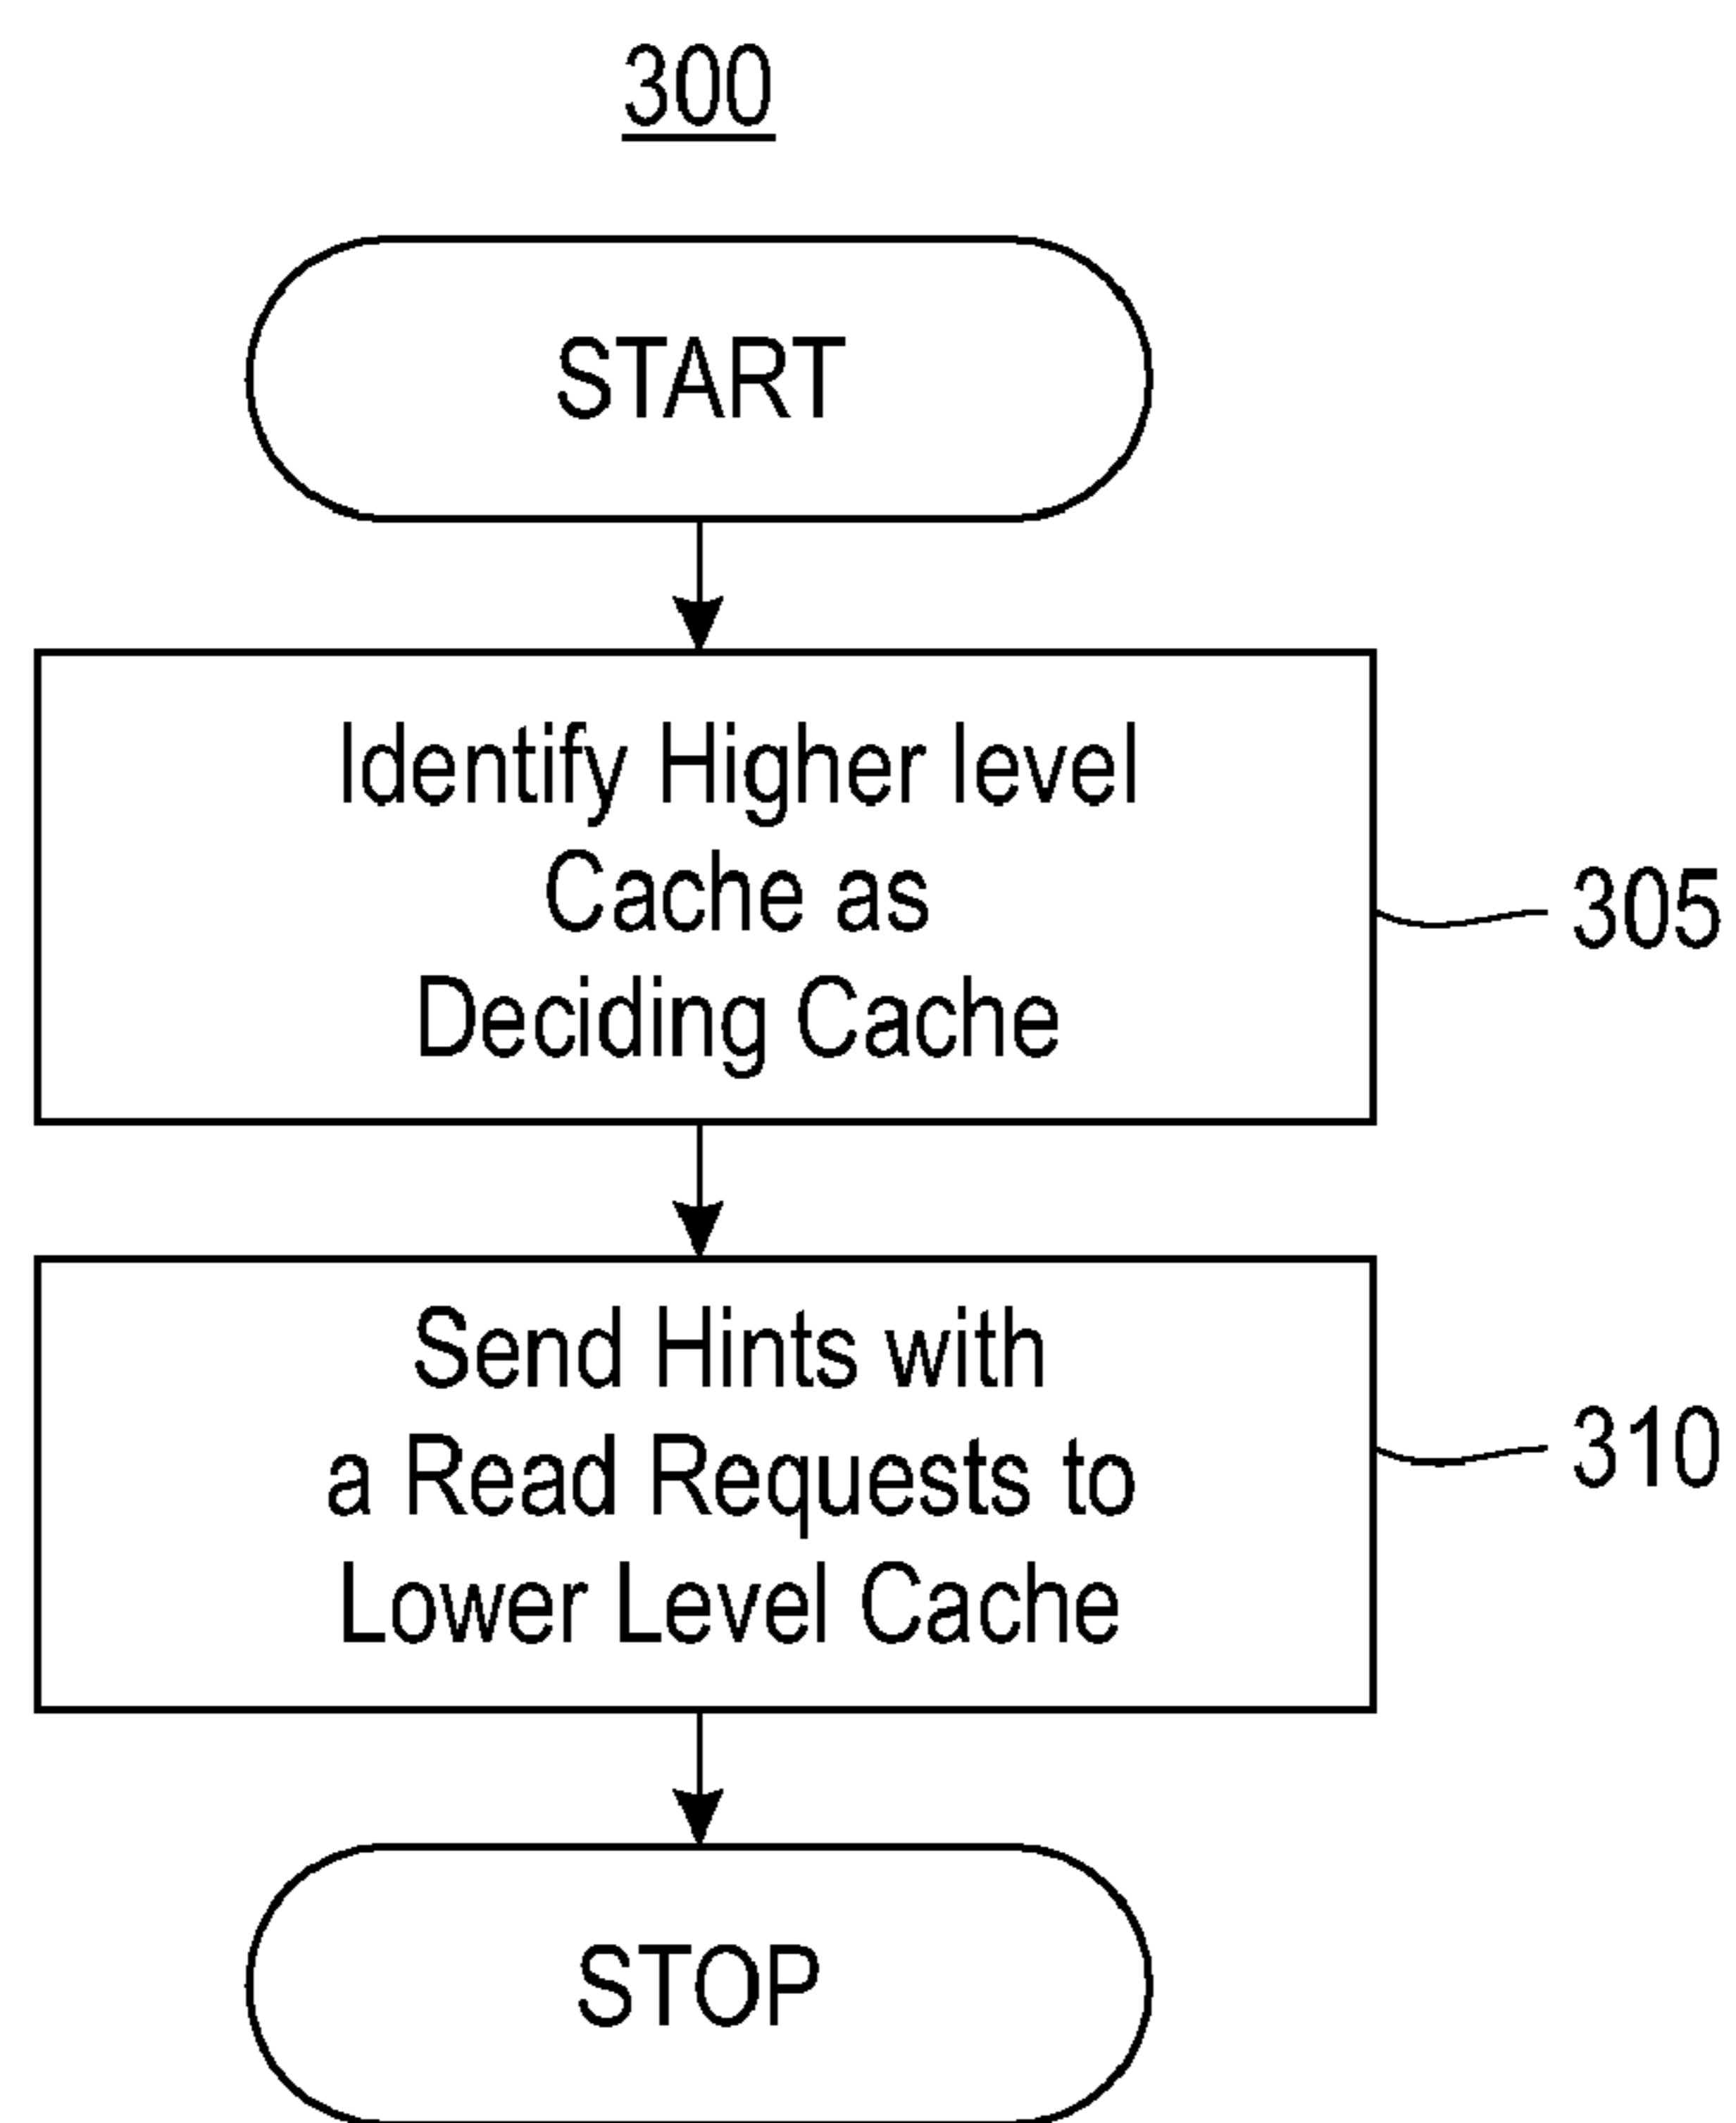 300
START
Identify Higher level
Cache as
Deciding Cache
305
Send Hints with
a Read Requests to
Lower Level Cache
310
STOP